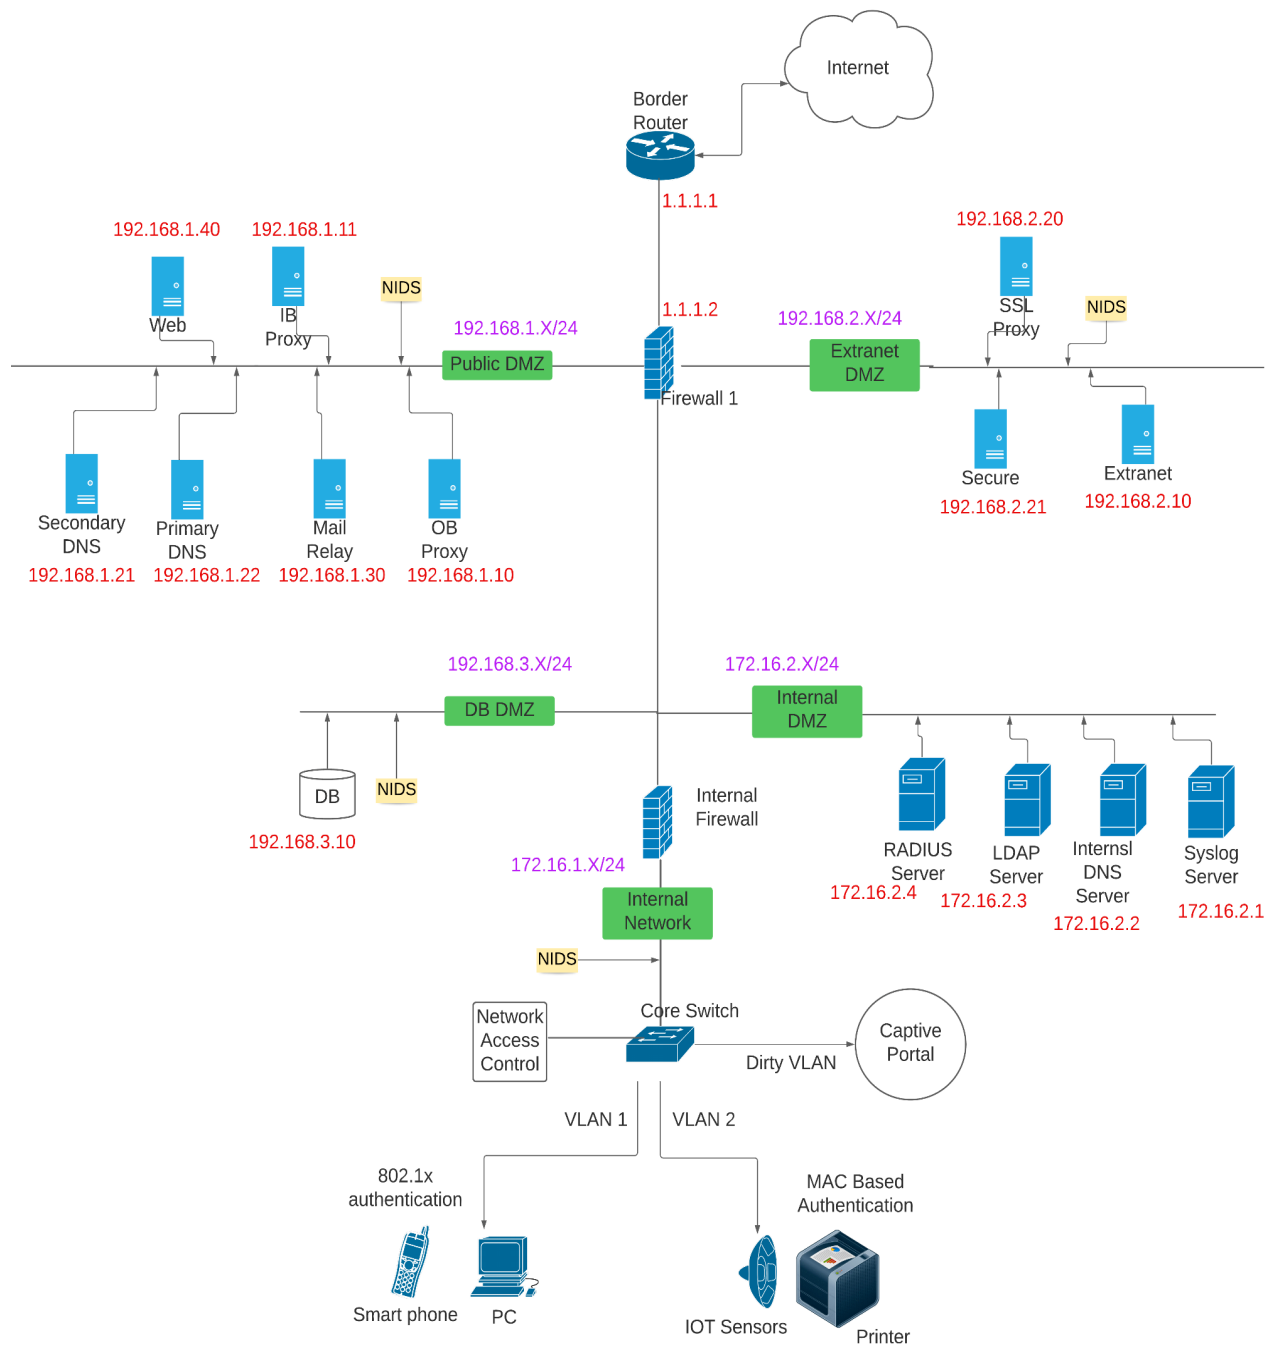 Internet
Border
Router
1.1.1.1
192.168.1.40
192.168.1.11
192.168.2.20
NIDS
Web
IB
Proxy
192.168.1.X/24
1.1.1.2
192.168.2.X/24
SSL
Proxy
NIDS
Public DMZ
Extranet
DMZ
Firewall 1
Secondary
DNS
192.168.1.21
Primary
DNS
192.168.1.22
Mail
Relay
192.168.1.30
OB
Proxy
192.168.1.10
Secure
192.168.2.21
Extranet
192.168.2.10
192.168.3.X/24
172.16.2.X/24
DB DMZ
Internal
DMZ
DB
NIDS
192.168.3.10
Internal
Firewall
172.16.1.X/24
RADIUS
Server
172.16.2.4
LDAP
Server
172.16.2.3
Internsl
DNS
Server
172.16.2.2
Syslog
Server
172.16.2.1
Internal
Network
NIDS
Core Switch
Network
Access
Control
Dirty VLAN
Captive
Portal
VLAN 1
VLAN 2
802.1x
authentication
MAC Based
Authentication
Smart phone
PC
IOT Sensors
Printer